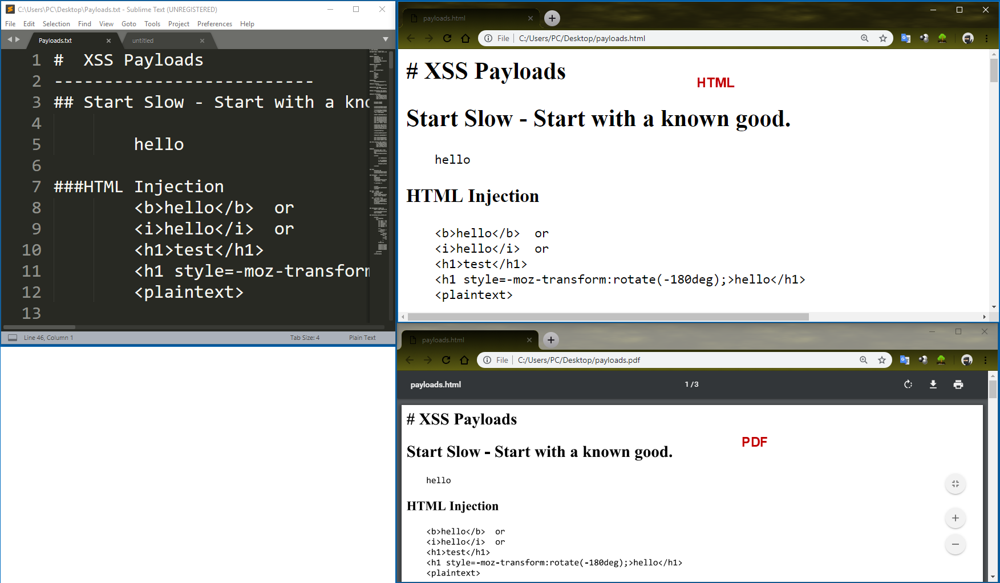 C:\Users\PC\Desktop\Payloads.txt - Sublime Text (UNREGISTERED)
File Edit Selection Find View Goto Tools Project Preferences Help
Payloads.txt
untitled
1 #  XSS Payloads
2 --------------------------
3 ## Start Slow - Start with a kno
4
5 hello
6
7 ###HTML Injection
8 <b>hello</b>  or
9 <i>hello</i>  or
10 <h1>test</h1>
11 <h1 style=-moz-transform
12 <plaintext>
13
Line 46, Column 1
Tab Size: 4
Plain Text
payloads.html
File C:/Users/PC/Desktop/payloads.html
# XSS Payloads
HTML
Start Slow - Start with a known good.
hello
HTML Injection
<b>hello</b>  or
<i>hello</i>  or
<h1>test</h1>
<h1 style=-moz-transform:rotate(-180deg);>hello</h1>
<plaintext>
payloads.html
File C:/Users/PC/Desktop/payloads.pdf
payloads.html
1 / 3
# XSS Payloads
PDF
Start Slow - Start with a known good.
hello
HTML Injection
<b>hello</b>  or
<i>hello</i>  or
<h1>test</h1>
<h1 style=-moz-transform:rotate(-180deg);>hello</h1>
<plaintext>